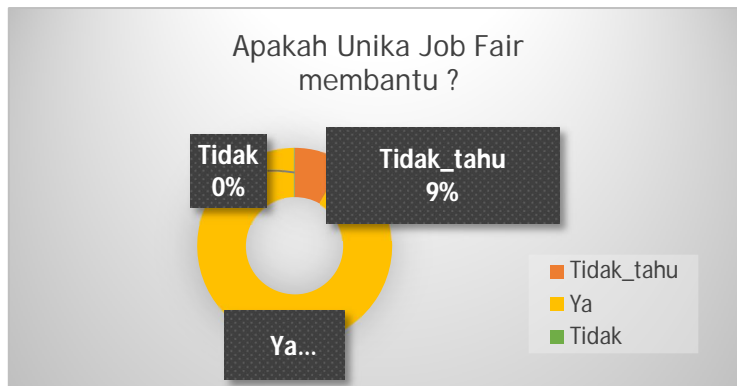 Apakah Unika Job Fair
membantu ?
Tidak
0%
Tidak_tahu
9%
Ya...
Tidak_tahu
Ya
Tidak